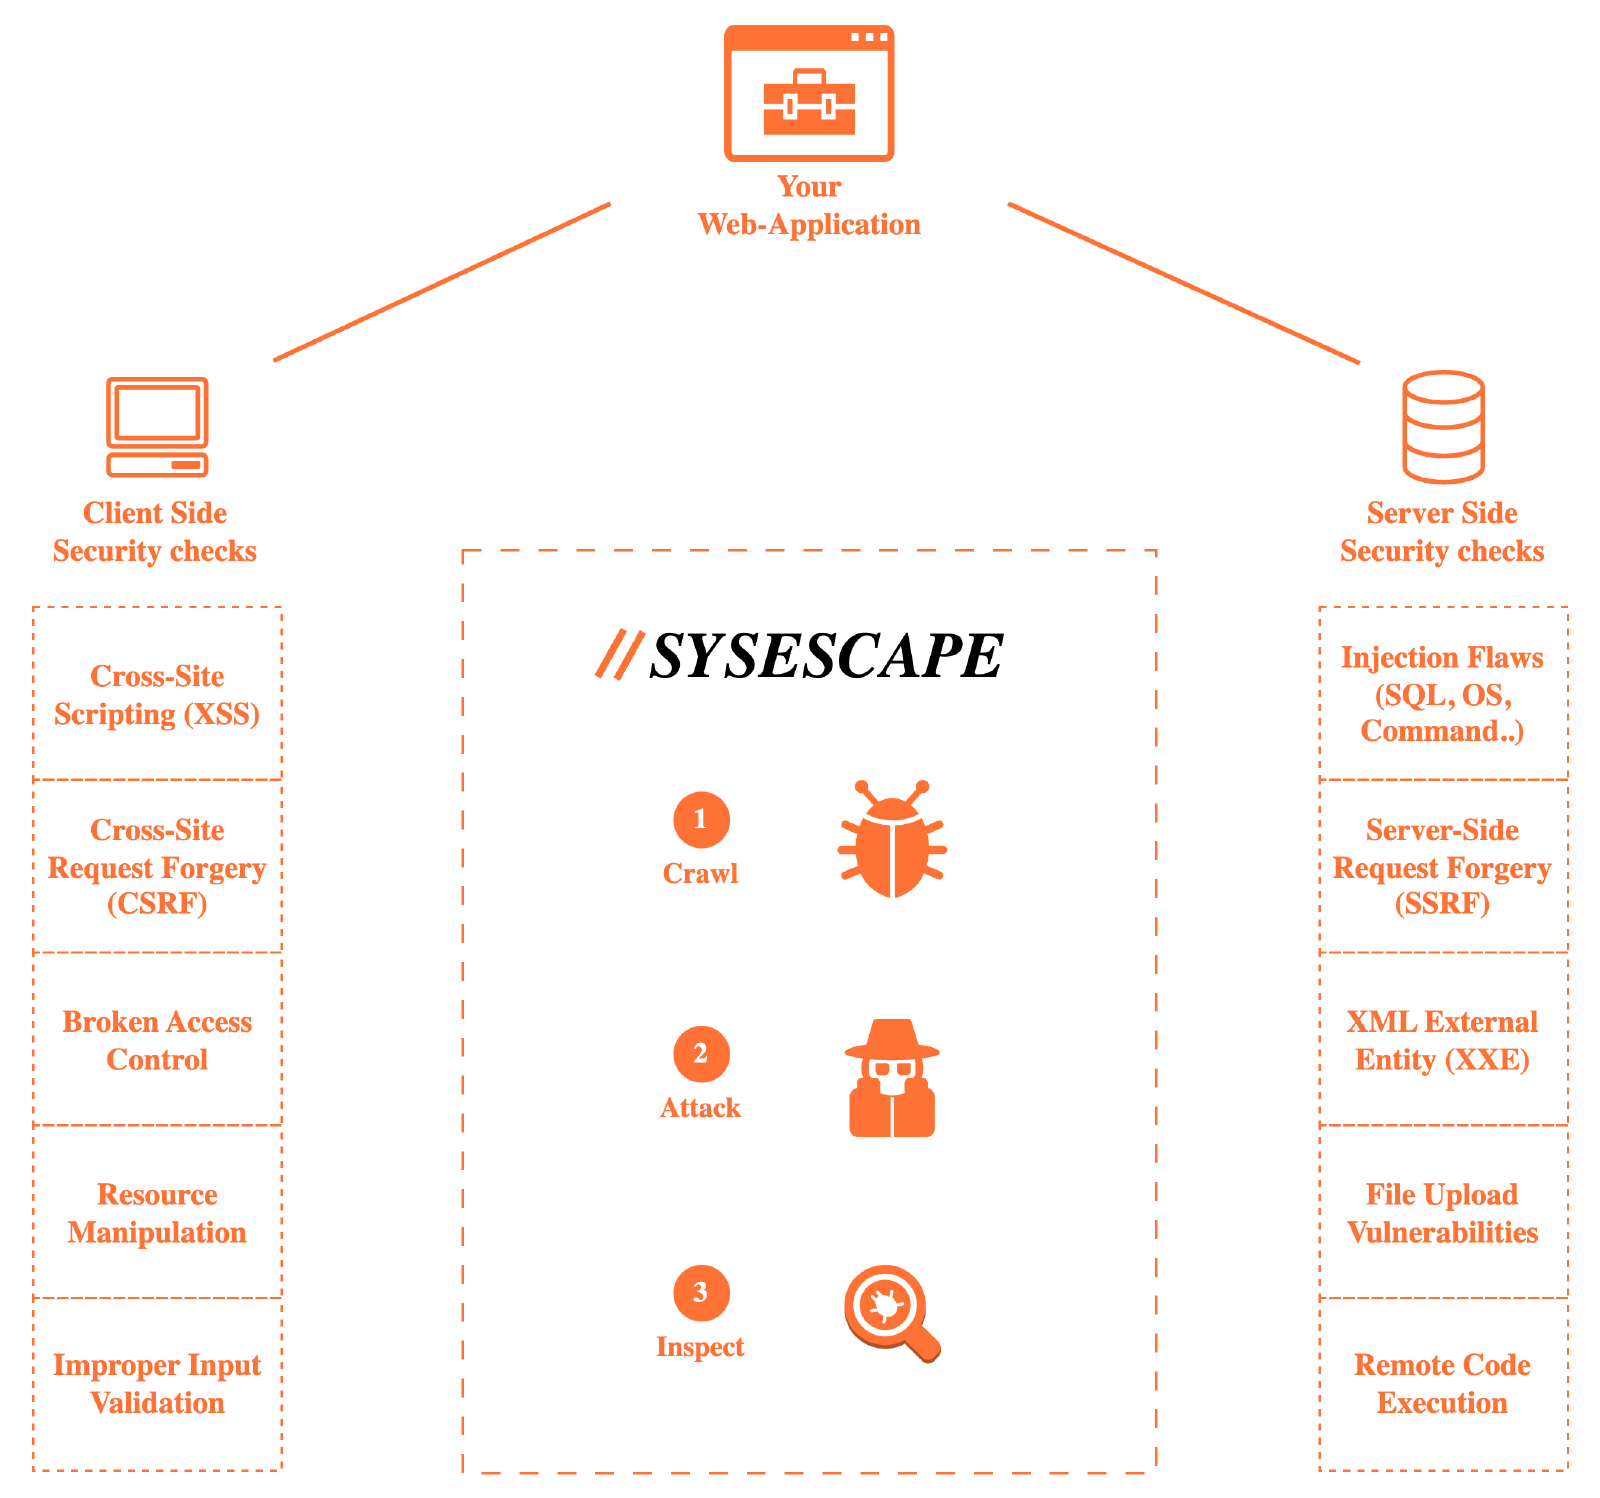 Your
Web-Application
Client Side
Security checks
Server Side
Security checks
Cross-Site
Scripting (XSS)
Cross-Site
Request Forgery
(CSRF)
Broken Access
Control
Resource
Manipulation
Improper Input
Validation
//SYSESCAPE
1
Crawl
2
Attack
3
Inspect
Injection Flaws
(SQL, OS,
Command..)
Server-Side
Request Forgery
(SSRF)
XML External
Entity (XXE)
File Upload
Vulnerabilities
Remote Code
Execution